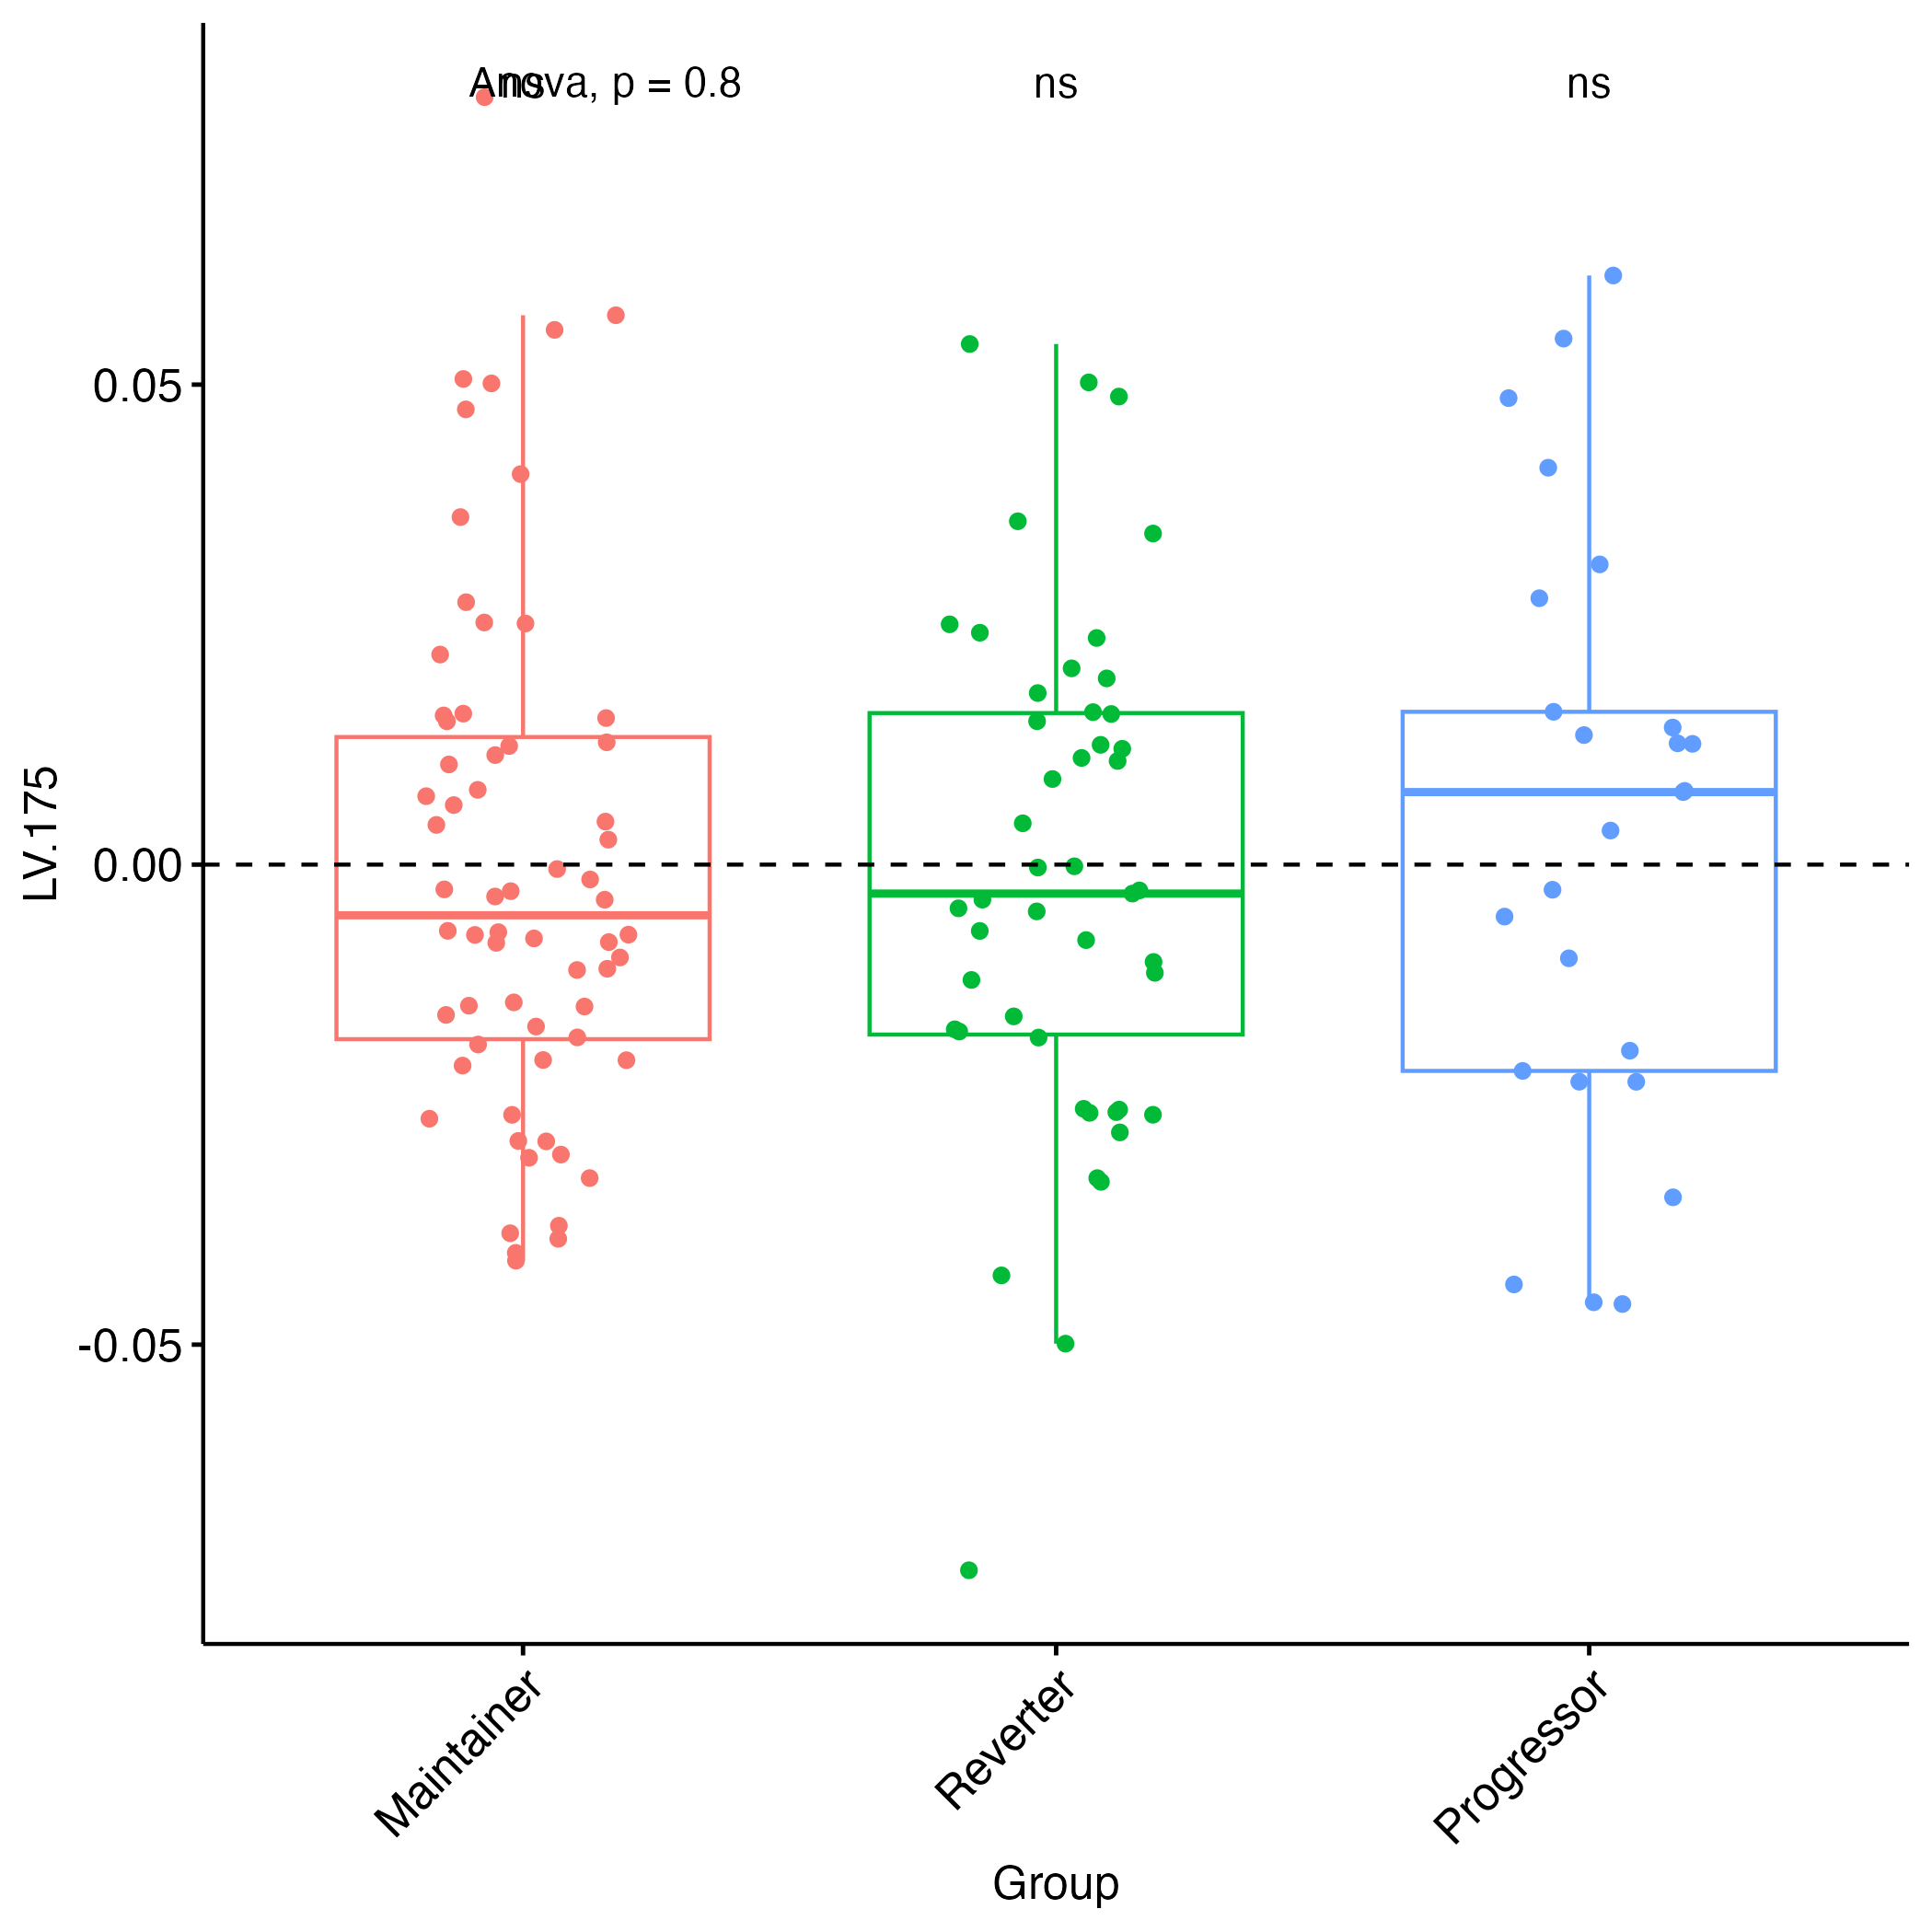 Anova, p = 0.8
ns
ns
ns
LV.175
0.05
0.00
-0.05
Maintainer
Reverter
Progressor
Group